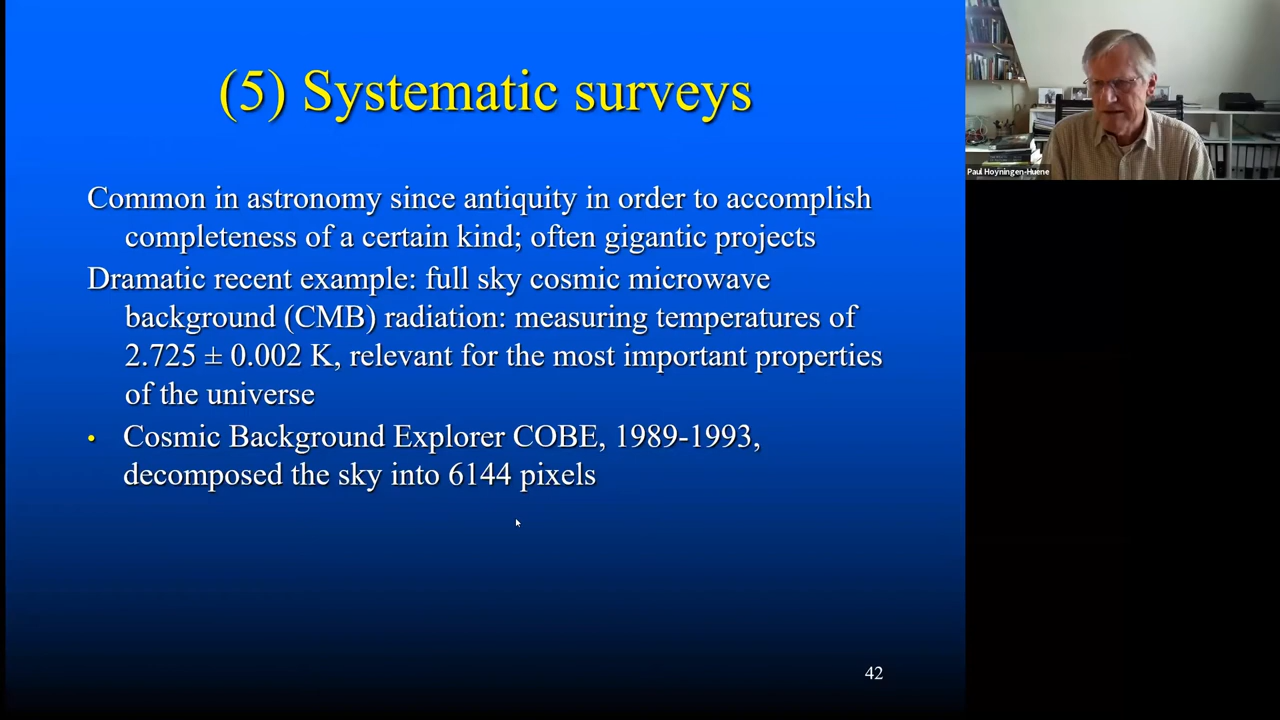 (5) Systematic surveys
Common in astronomy since antiquity in order to accomplish
completeness of a certain kind; often gigantic projects
Dramatic recent example: full sky cosmic microwave
background (CMB) radiation: measuring temperatures of
2.725 ± 0.002 K, relevant for the most important properties
of the universe
• Cosmic Background Explorer COBE, 1989-1993,
decomposed the sky into 6144 pixels
42
Paul Hoyningen-Huene